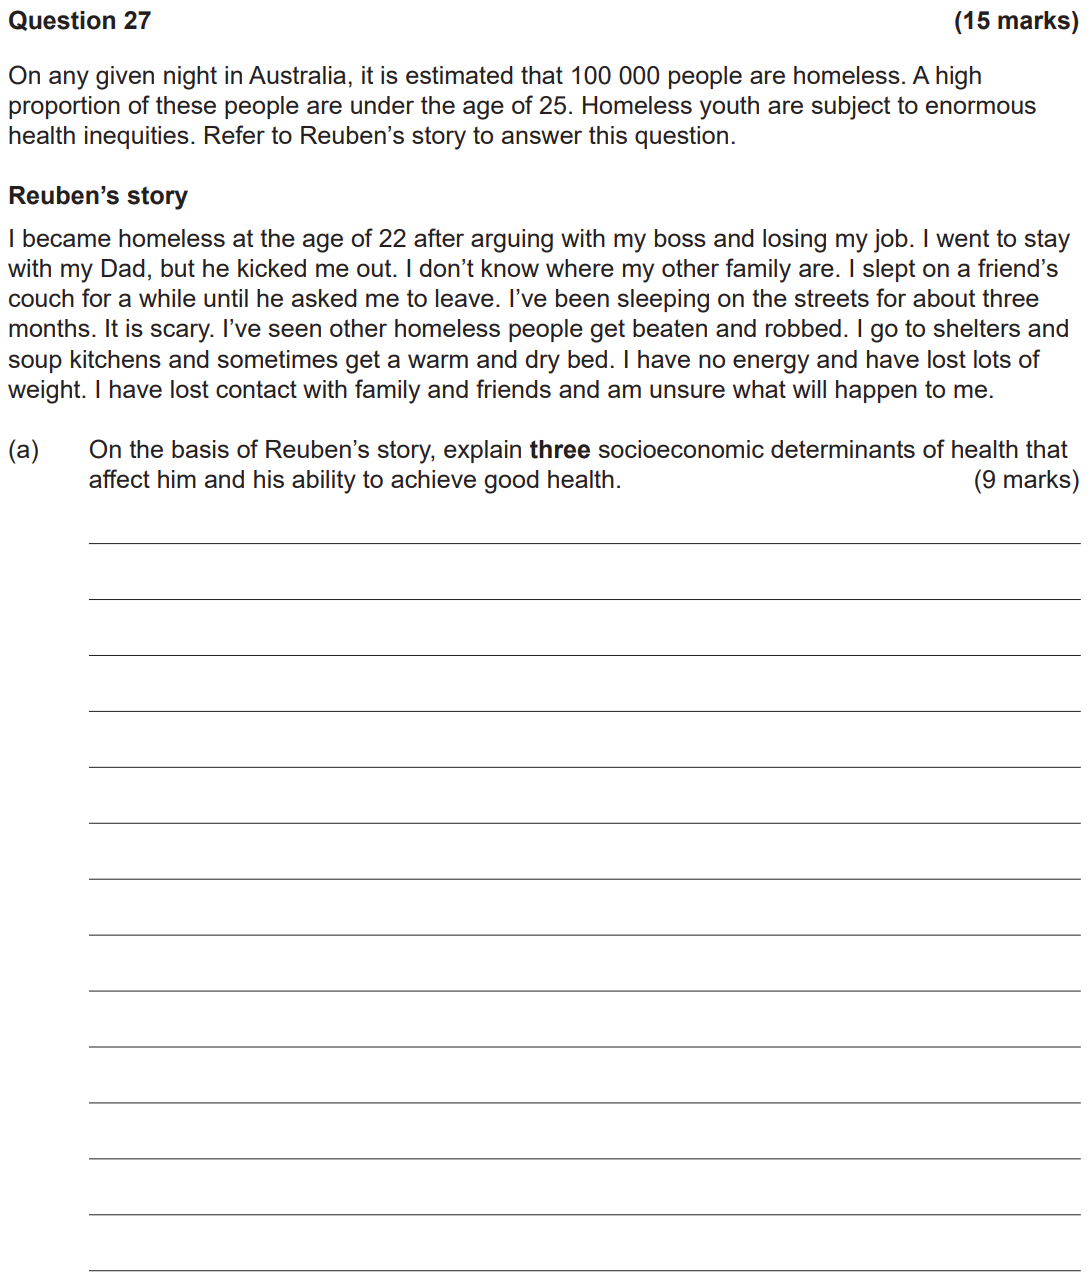 Question 27 (15 marks)
On any given night in Australia, it is estimated that 100 000 people are homeless. A high
proportion of these people are under the age of 25. Homeless youth are subject to enormous
health inequities. Refer to Reuben’s story to answer this question.
Reuben’s story
I became homeless at the age of 22 after arguing with my boss and losing my job. I went to stay
with my Dad, but he kicked me out. I don’t know where my other family are. I slept on a friend’s
couch for a while until he asked me to leave. I’ve been sleeping on the streets for about three
months. It is scary. I’ve seen other homeless people get beaten and robbed. I go to shelters and
soup kitchens and sometimes get a warm and dry bed. I have no energy and have lost lots of
weight. I have lost contact with family and friends and am unsure what will happen to me.
(a) On the basis of Reuben’s story, explain three socioeconomic determinants of health that
affect him and his ability to achieve good health. (9 marks)